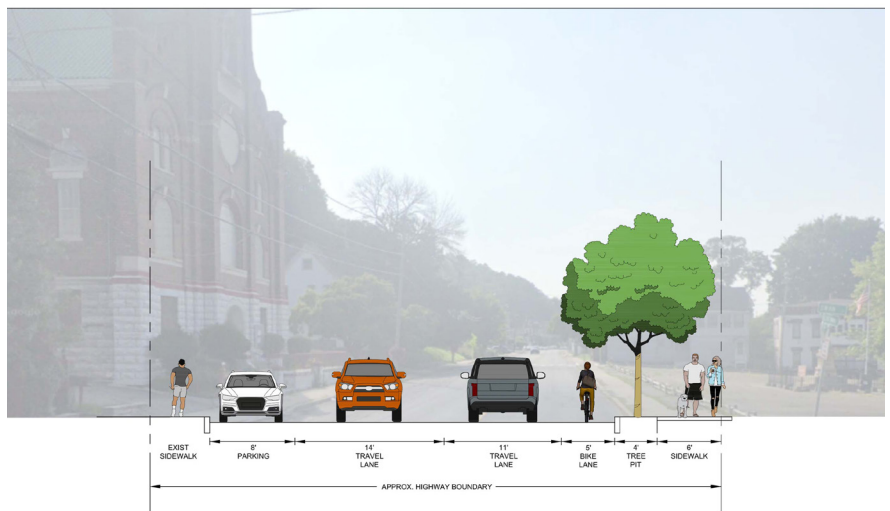 EXIST
SIDEWALK
8'
PARKING
14'
TRAVEL
LANE
11'
TRAVEL
LANE
5'
BIKE
LANE
4'
TREE
PIT
6'
SIDEWALK
APPROX. HIGHWAY BOUNDARY